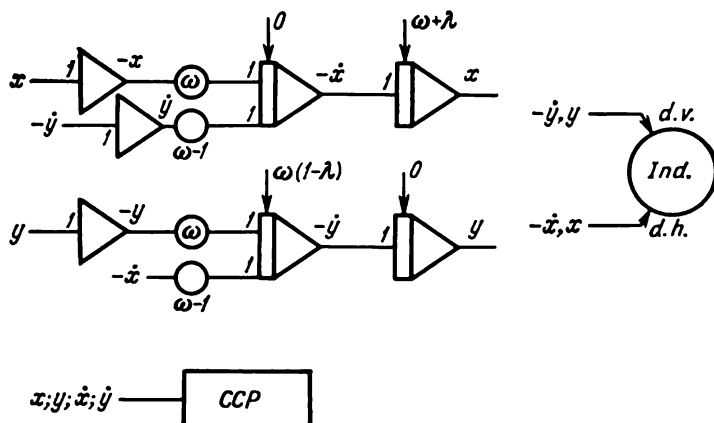 0
ω+λ
x 1 -x ω 1 -ẋ 1 x
-ẏ 1 ẏ ω-1 1
-ẏ,y d.v.
Ind.
-ẋ,x d.h.
ω(1-λ)
0
y 1 -y ω 1 -ẏ 1 y
-ẋ ω-1 1
x;y;ẋ;ẏ CCP